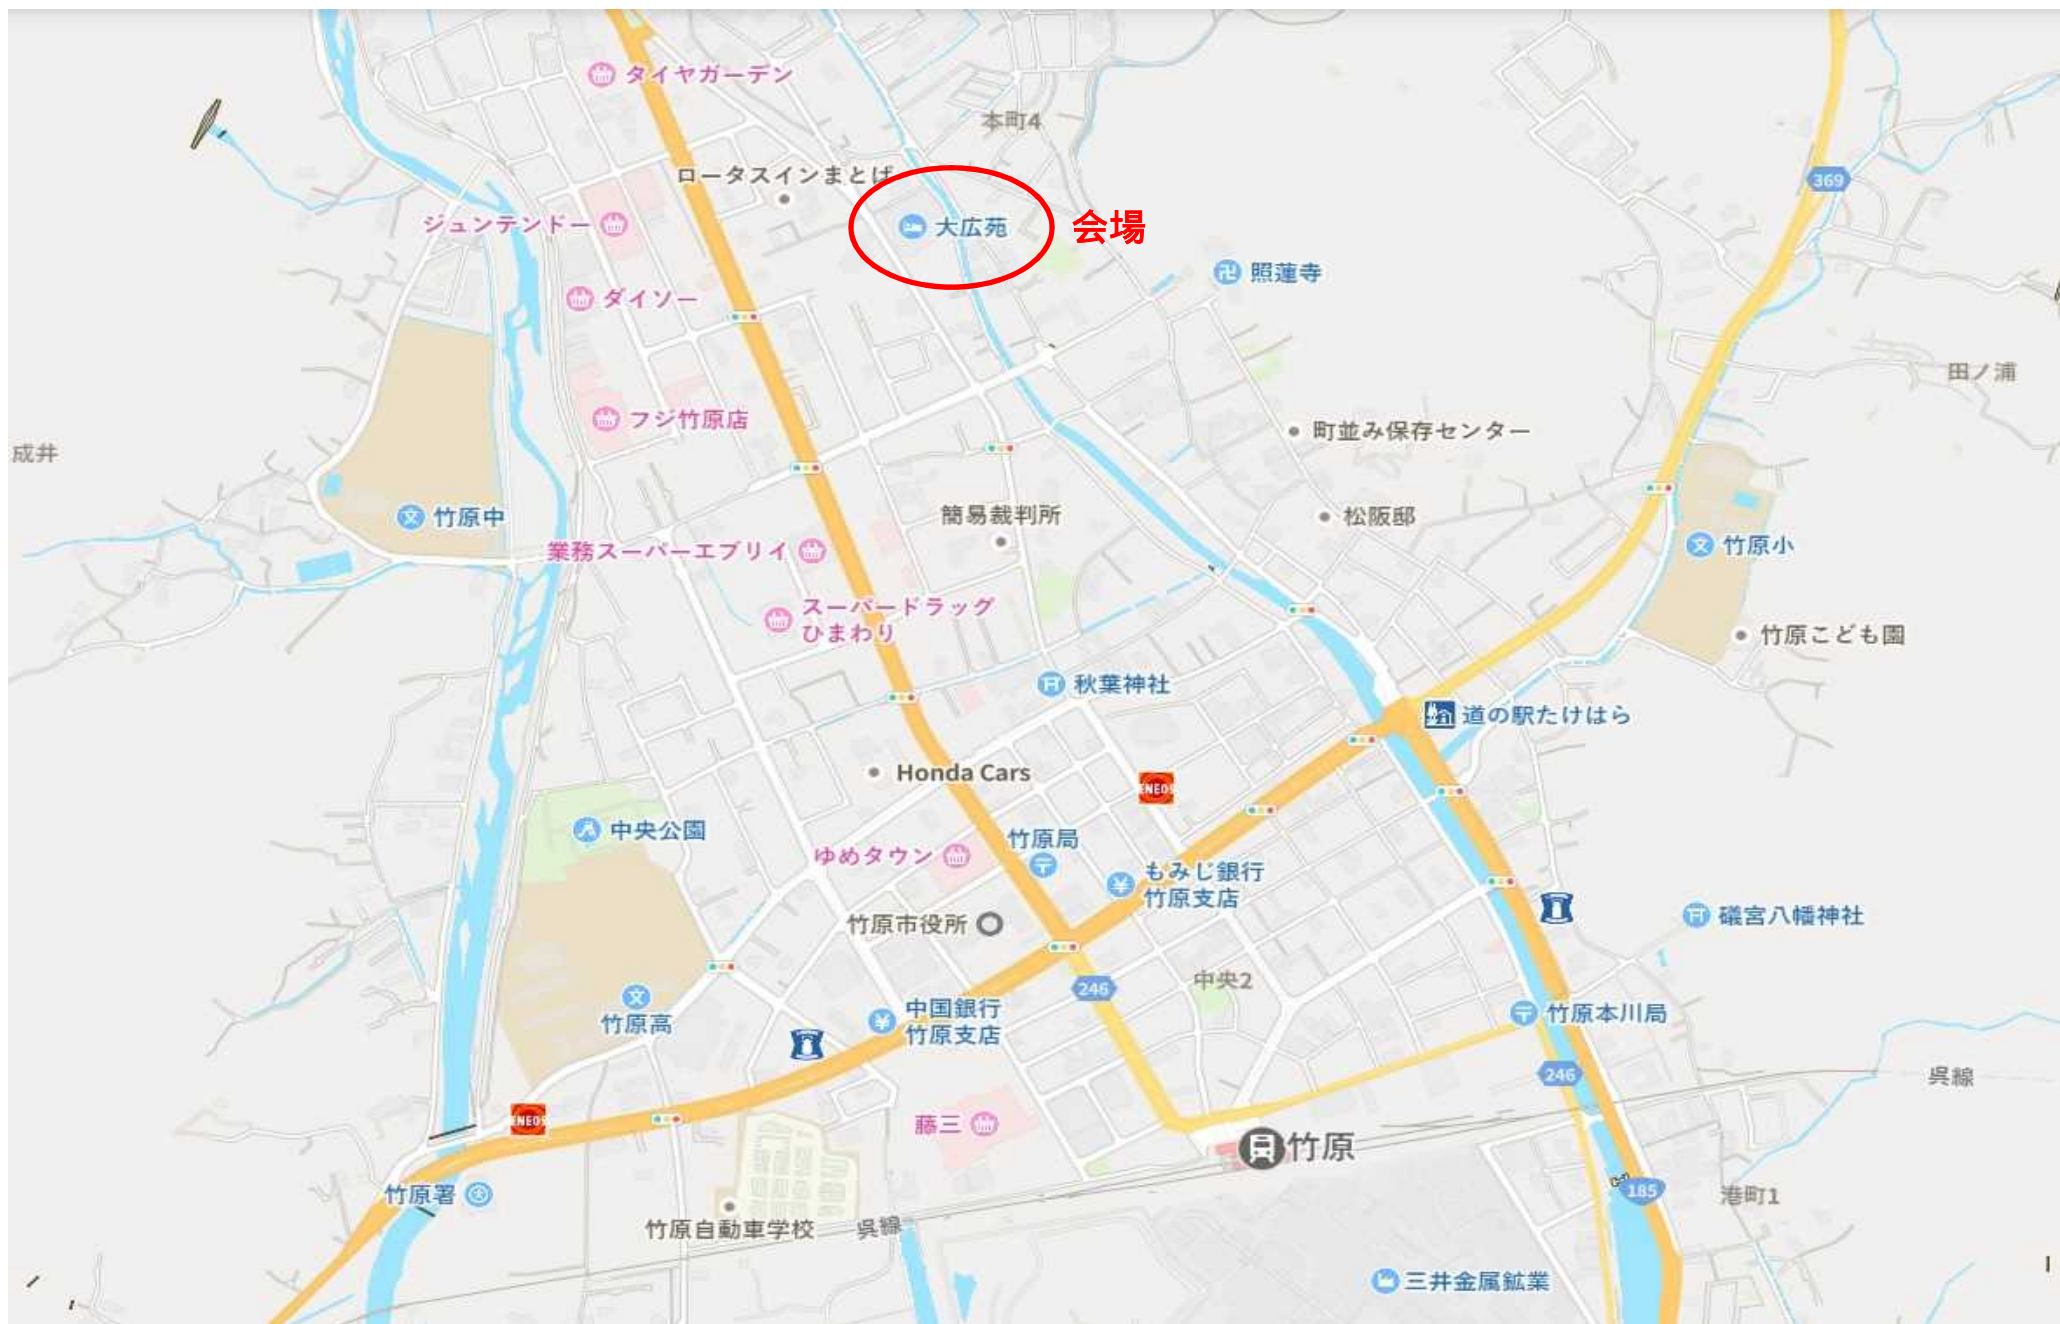 タイヤガーデン
本町4
ロータスインまとば
369
ジュンテンドー
大広苑
会場
卍 照蓮寺
ダイソー
田ノ浦
フジ竹原店
町並み保存センター
成井
文 竹原中
簡易裁判所
松阪邸
文 竹原小
業務スーパーエブリイ
スーパードラッグ
ひまわり
竹原こども園
秋葉神社
道の駅たけはら
Honda Cars
ENEOS
中央公園
竹原局
〒
ゆめタウン
¥ もみじ銀行
竹原支店
竹原市役所
礒宮八幡神社
中央2
246
文
竹原高
¥ 中国銀行
竹原支店
〒 竹原本川局
246
呉線
ENEOS
藤三
竹原
竹原署
185
港町1
竹原自動車学校
呉線
三井金属鉱業